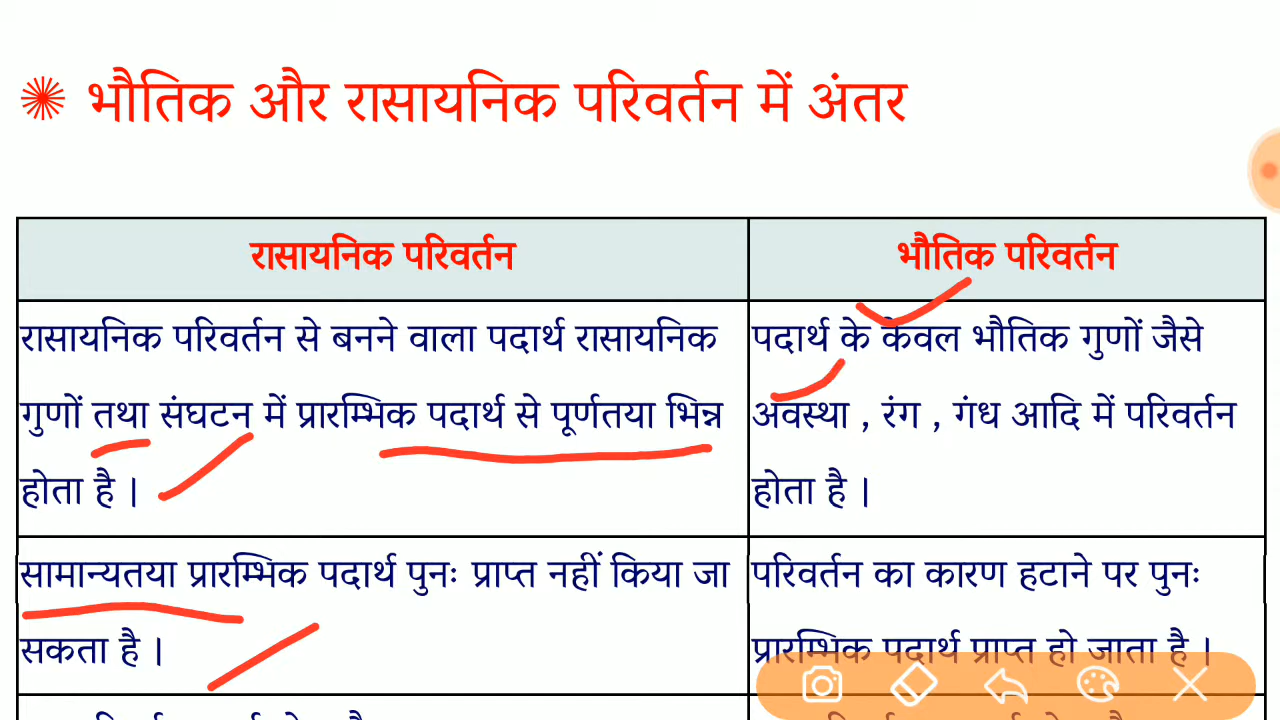 भौतिक और रासायनिक परिवर्तन में अंतर
रासायनिक परिवर्तन
भौतिक परिवर्तन
रासायनिक परिवर्तन से बनने वाला पदार्थ रासायनिक
गुणों तथा संघटन में प्रारम्भिक पदार्थ से पूर्णतया भिन्न
होता है ।
पदार्थ के केवल भौतिक गुणों जैसे
अवस्था , रंग , गंध आदि में परिवर्तन
होता है ।
सामान्यतया प्रारम्भिक पदार्थ पुनः प्राप्त नहीं किया जा
सकता है ।
परिवर्तन का कारण हटाने पर पुनः
प्रारम्भिक पदार्थ प्राप्त हो जाता है ।